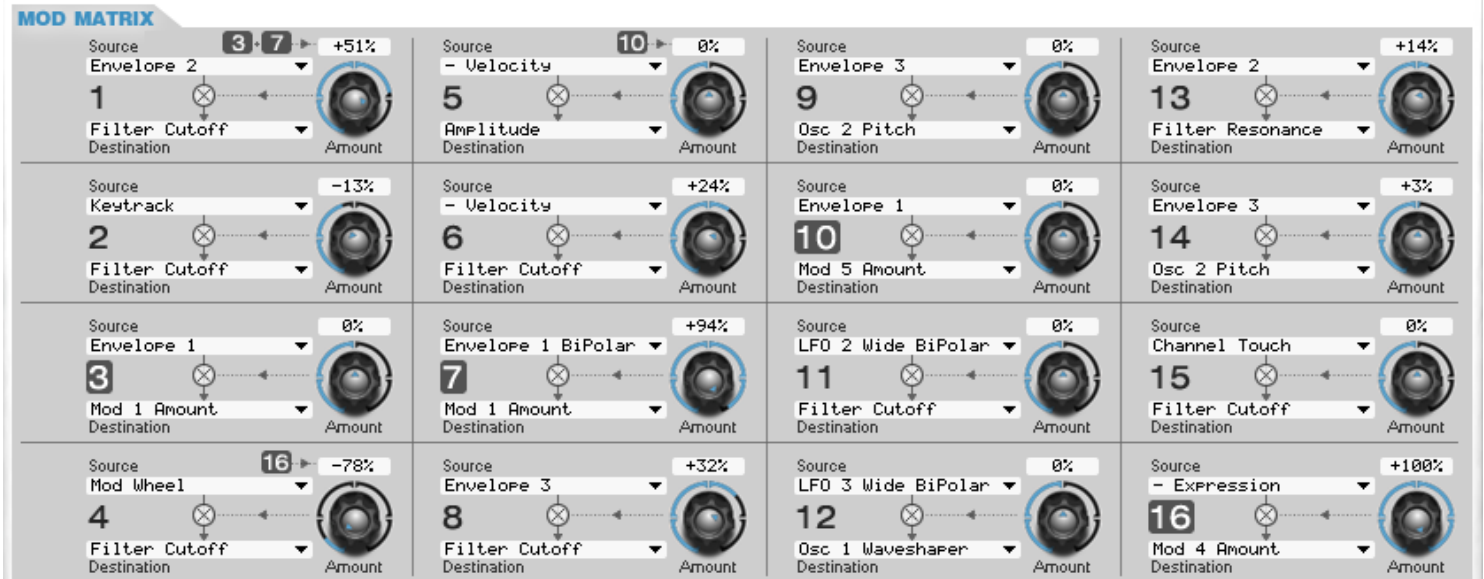 MOD MATRIX
Source 3 · 7 +51%
Envelope 2
1
Filter Cutoff
Destination Amount
Source 10 0%
- Velocity
5
Amplitude
Destination Amount
Source 0%
Envelope 3
9
Osc 2 Pitch
Destination Amount
Source +14%
Envelope 2
13
Filter Resonance
Destination Amount
Source -13%
Keytrack
2
Filter Cutoff
Destination Amount
Source +24%
- Velocity
6
Filter Cutoff
Destination Amount
Source 0%
Envelope 1
10
Mod 5 Amount
Destination Amount
Source +3%
Envelope 3
14
Osc 2 Pitch
Destination Amount
Source 0%
Envelope 1
3
Mod 1 Amount
Destination Amount
Source +94%
Envelope 1 BiPolar
7
Mod 1 Amount
Destination Amount
Source 0%
LFO 2 Wide BiPolar
11
Filter Cutoff
Destination Amount
Source 0%
Channel Touch
15
Filter Cutoff
Destination Amount
Source 16 -78%
Mod Wheel
4
Filter Cutoff
Destination Amount
Source +32%
Envelope 3
8
Filter Cutoff
Destination Amount
Source 0%
LFO 3 Wide BiPolar
12
Osc 1 Waveshaper
Destination Amount
Source +100%
- Expression
16
Mod 4 Amount
Destination Amount